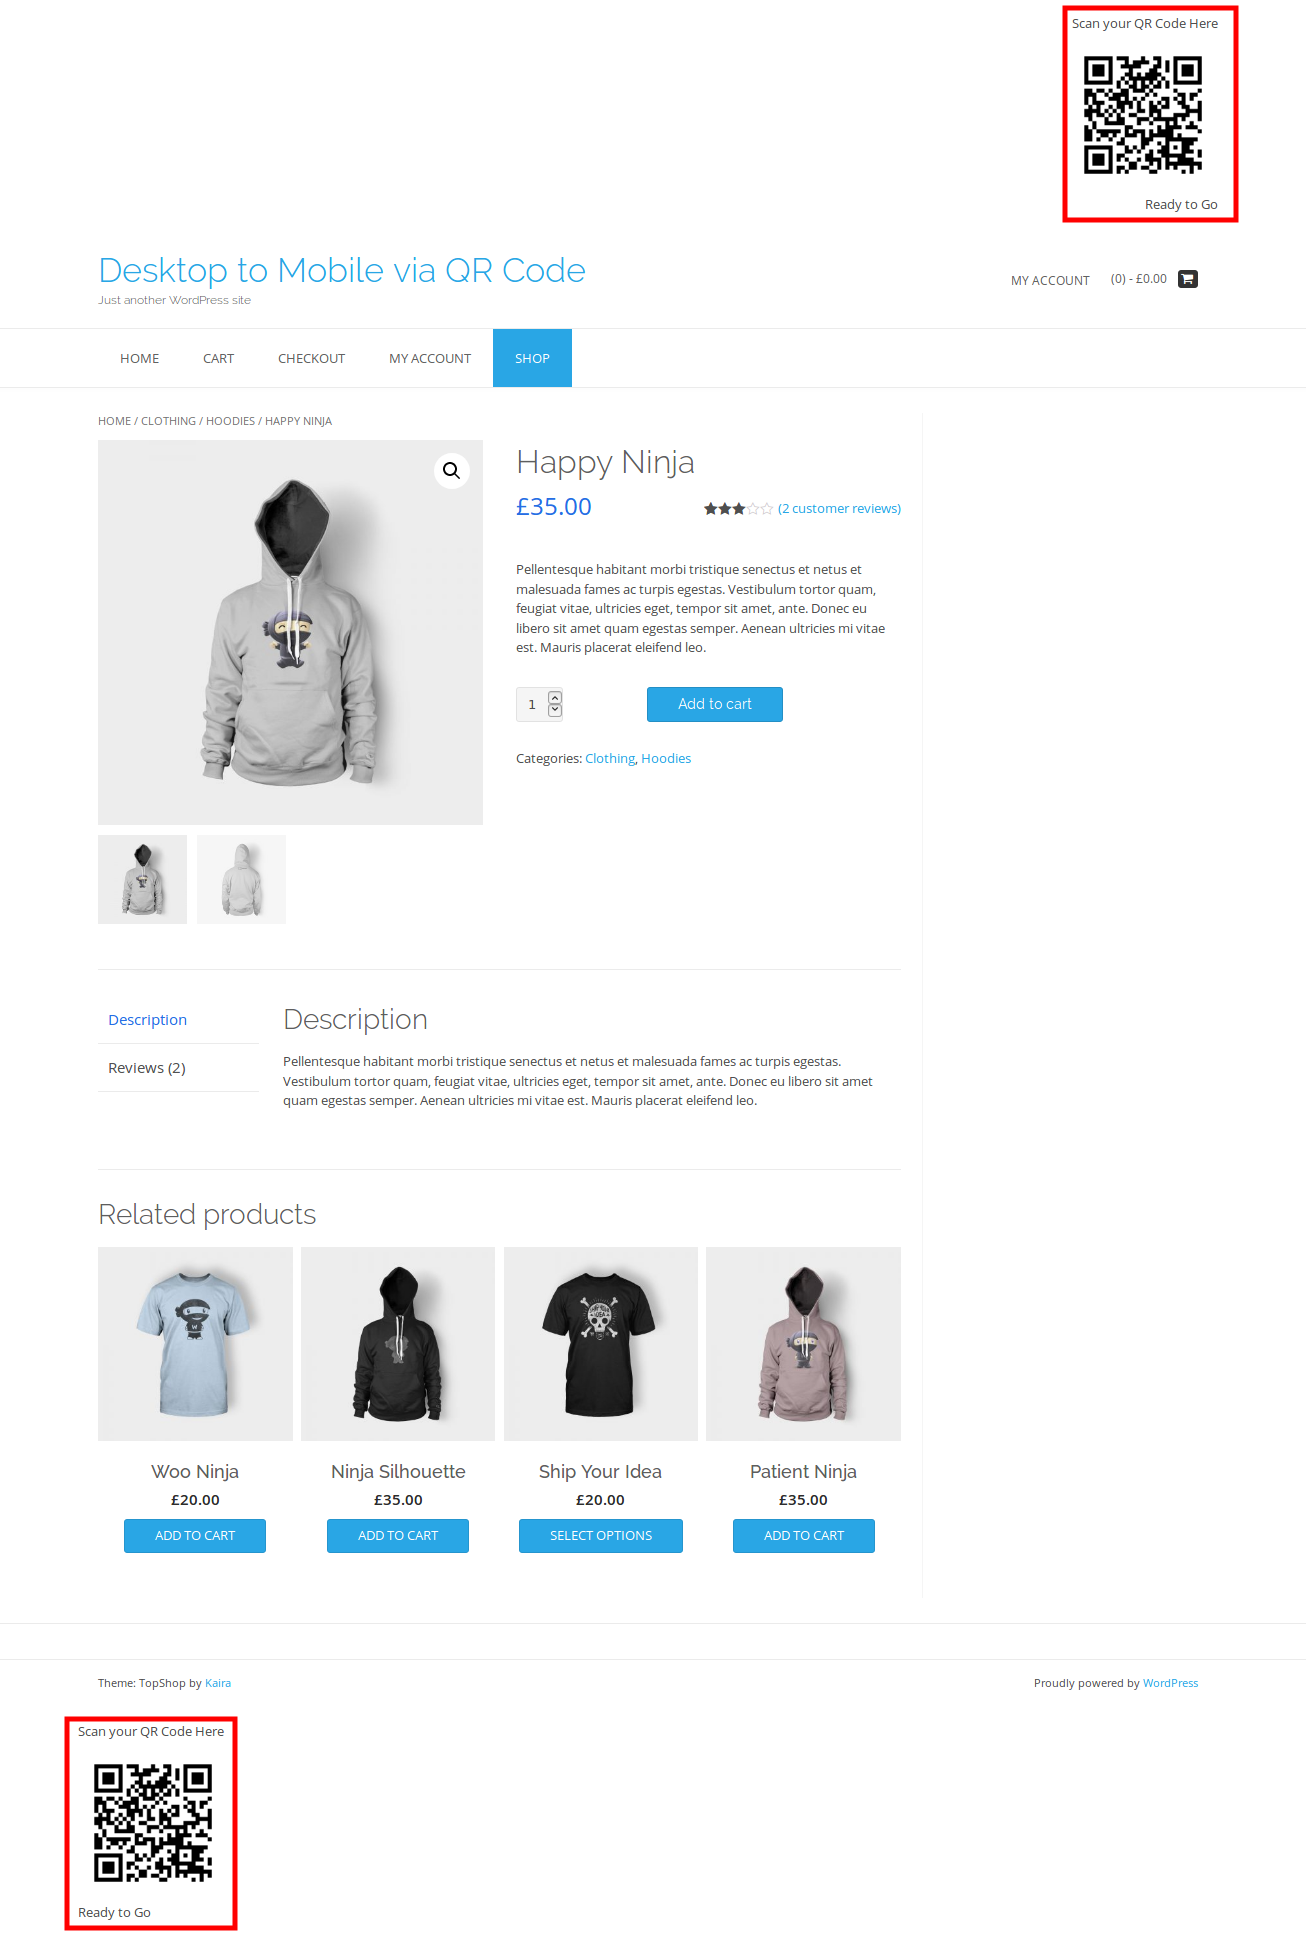 Scan your QR Code Here
Ready to Go
Desktop to Mobile via QR Code
Just another WordPress site
MY ACCOUNT (0) - £0.00
HOME CART CHECKOUT MY ACCOUNT SHOP
HOME / CLOTHING / HOODIES / HAPPY NINJA
Happy Ninja
£35.00 (2 customer reviews)
Pellentesque habitant morbi tristique senectus et netus et
malesuada fames ac turpis egestas. Vestibulum tortor quam,
feugiat vitae, ultricies eget, tempor sit amet, ante. Donec eu
libero sit amet quam egestas semper. Aenean ultricies mi vitae
est. Mauris placerat eleifend leo.
1 Add to cart
Categories: Clothing, Hoodies
Description
Reviews (2)
Description
Pellentesque habitant morbi tristique senectus et netus et malesuada fames ac turpis egestas.
Vestibulum tortor quam, feugiat vitae, ultricies eget, tempor sit amet, ante. Donec eu libero sit amet
quam egestas semper. Aenean ultricies mi vitae est. Mauris placerat eleifend leo.
Related products
Woo Ninja
£20.00
ADD TO CART
Ninja Silhouette
£35.00
ADD TO CART
Ship Your Idea
£20.00
SELECT OPTIONS
Patient Ninja
£35.00
ADD TO CART
Theme: TopShop by Kaira
Proudly powered by WordPress
Scan your QR Code Here
Ready to Go